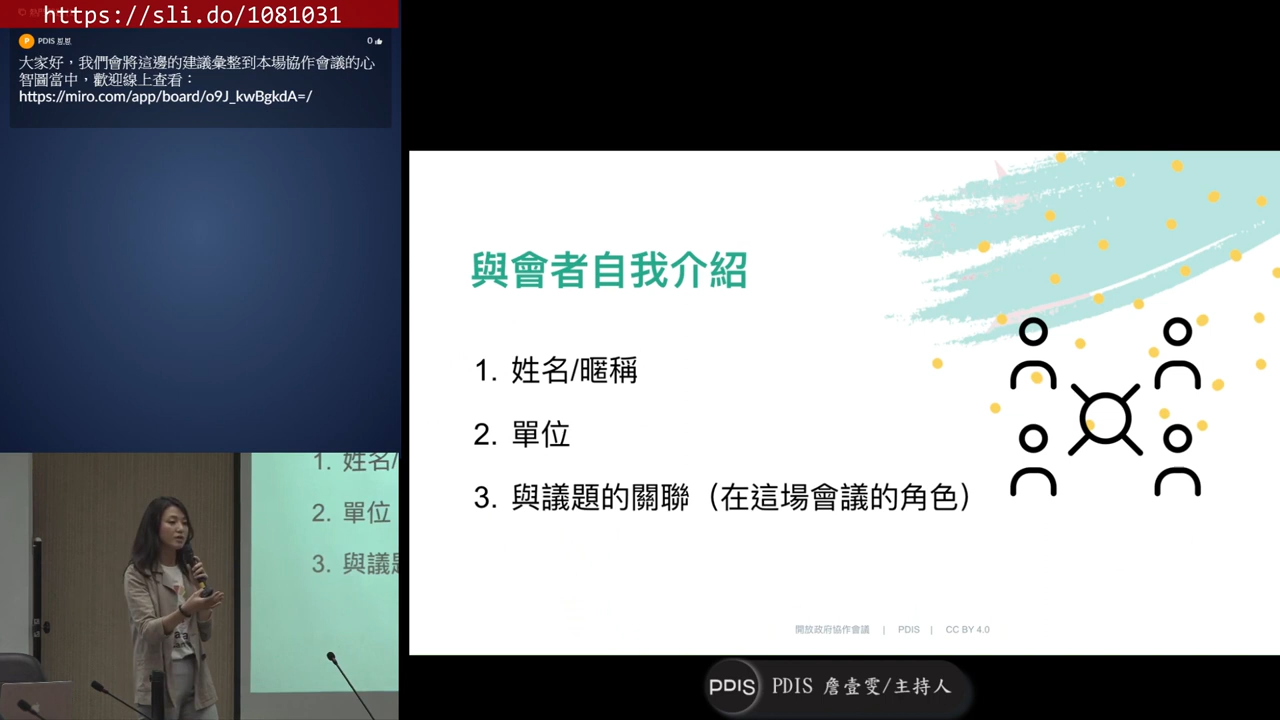 https://sli.do/1081031
PDIS 恩恩
0
大家好，我們會將這邊的建議彙整到本場協作會議的心
智圖當中，歡迎線上查看：
https://miro.com/app/board/o9J_kwBgkdA=/
與會者自我介紹
1. 姓名/暱稱
2. 單位
3. 與議題的關聯（在這場會議的角色）
開放政府協作會議 | PDIS | CC BY 4.0
1. 姓名/
2. 單位
3. 與議題
PDIS PDIS 詹壹雯/主持人